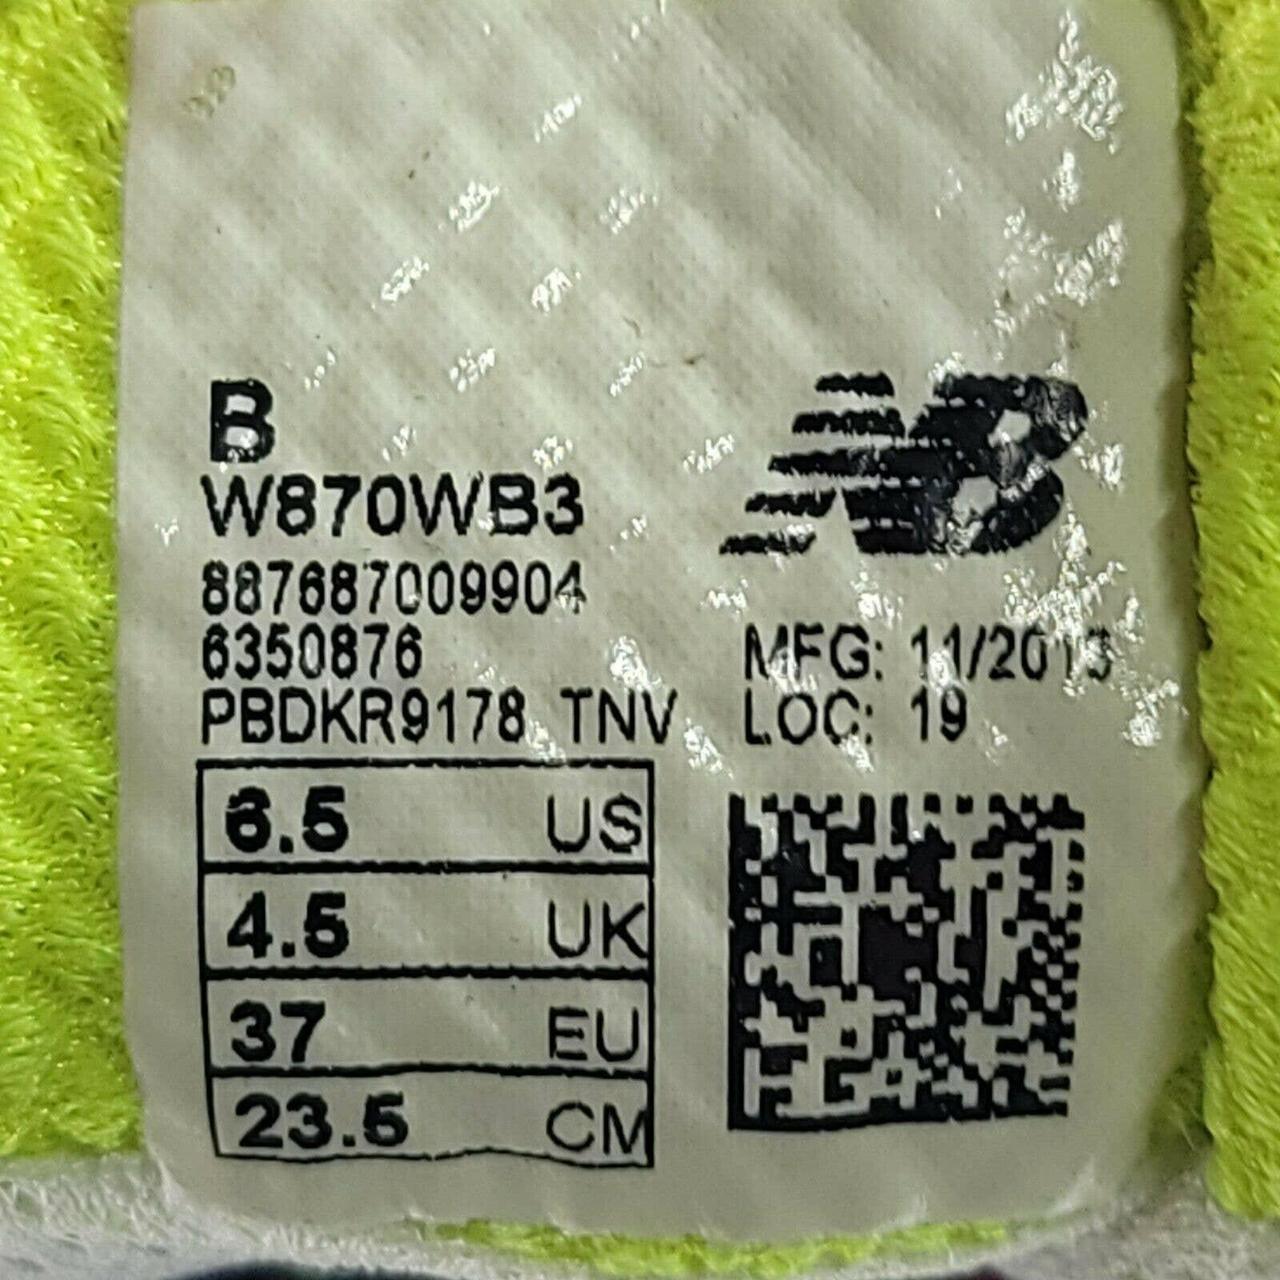 B
NB
W870WB3
887687009904
6350876
MFG: 11/2013
PBDKR9178 TNV
LOC: 19
6.5 US
4.5 UK
37 EU
23.5 CM